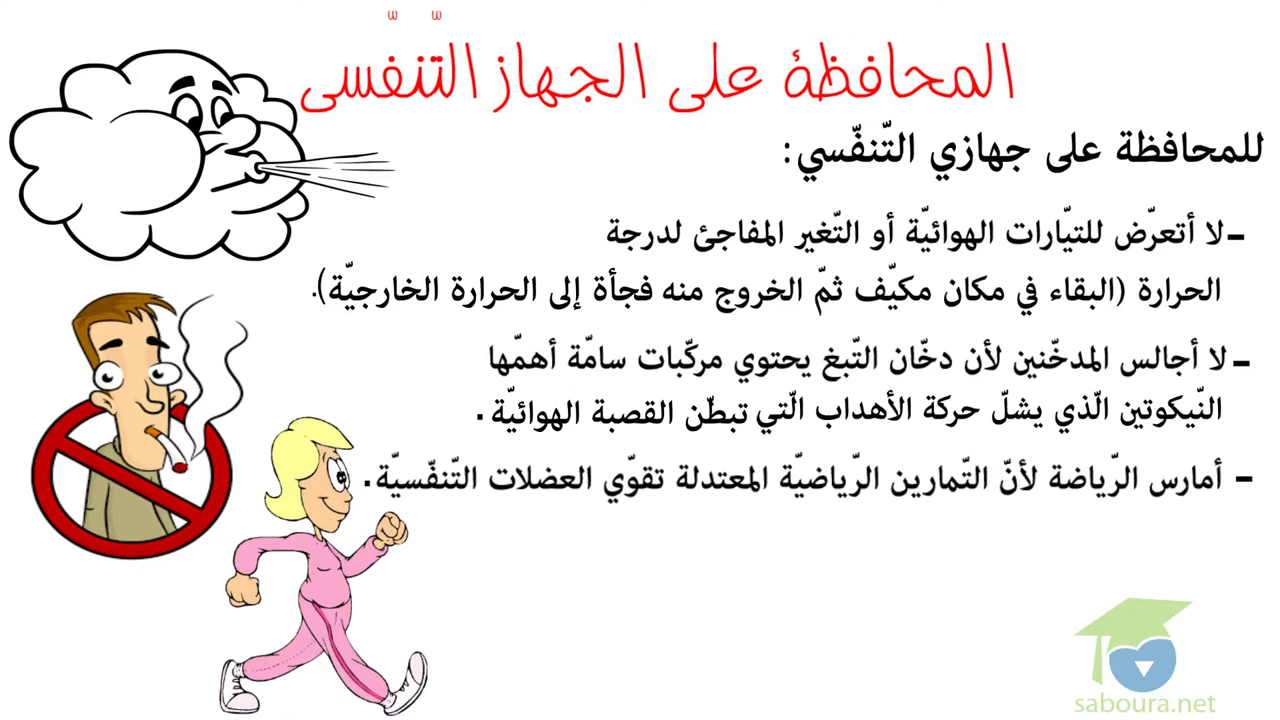 المحافظة على الجهاز التّنفّسي
للمحافظة على جهازي التّنفّسي:
- لا أتعرّض للتيّارات الهوائيّة أو التّغير المفاجئ لدرجة
الحرارة (البقاء في مكان مكيّف ثمّ الخروج منه فجأة إلى الحرارة الخارجيّة).
- لا أجالس المدخّنين لأن دخّان التّبغ يحتوي مركّبات سامّة أهمّها
النّيكوتين الّذي يشلّ حركة الأهداب الّتي تبطّن القصبة الهوائيّة.
- أمارس الرّياضة لأنّ التّمارين الرّياضيّة المعتدلة تقوّي العضلات التّنفّسيّة.
saboura.net